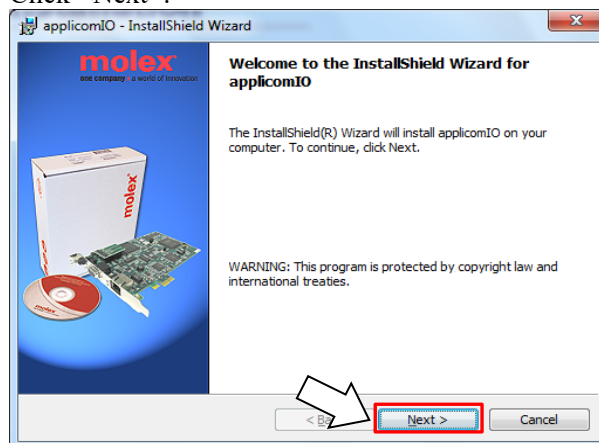 Click "Next".
applicomIO - InstallShield Wizard
molex
one company › a world of innovation
Welcome to the InstallShield Wizard for
applicomIO
The InstallShield(R) Wizard will install applicomIO on your
computer. To continue, click Next.
molex
WARNING: This program is protected by copyright law and
international treaties.
molex
< Ba
Next >
Cancel